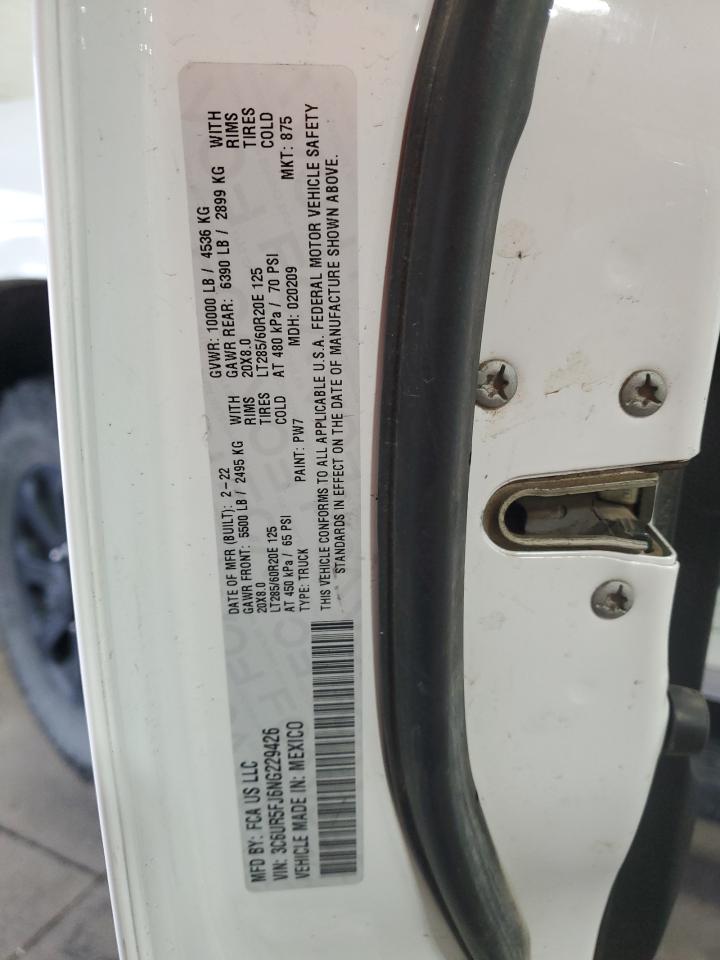 MFD BY: FCA US LLC
VIN: 3C6UR5FJ6NG229426
VEHICLE MADE IN: MEXICO
DATE OF MFR (BUILT): 2-22 GVWR: 10000 LB / 4536 KG
GAWR FRONT: 5500 LB / 2495 KG WITH GAWR REAR: 6390 LB / 2899 KG WITH
20X8.0 RIMS 20X8.0 RIMS
LT285/60R20E 125 TIRES LT285/60R20E 125 TIRES
AT 450 kPa / 65 PSI COLD AT 480 kPa / 70 PSI COLD
TYPE: TRUCK PAINT: PW7 MDH: 020209 MKT: 875
THIS VEHICLE CONFORMS TO ALL APPLICABLE U.S.A. FEDERAL MOTOR VEHICLE SAFETY
STANDARDS IN EFFECT ON THE DATE OF MANUFACTURE SHOWN ABOVE.